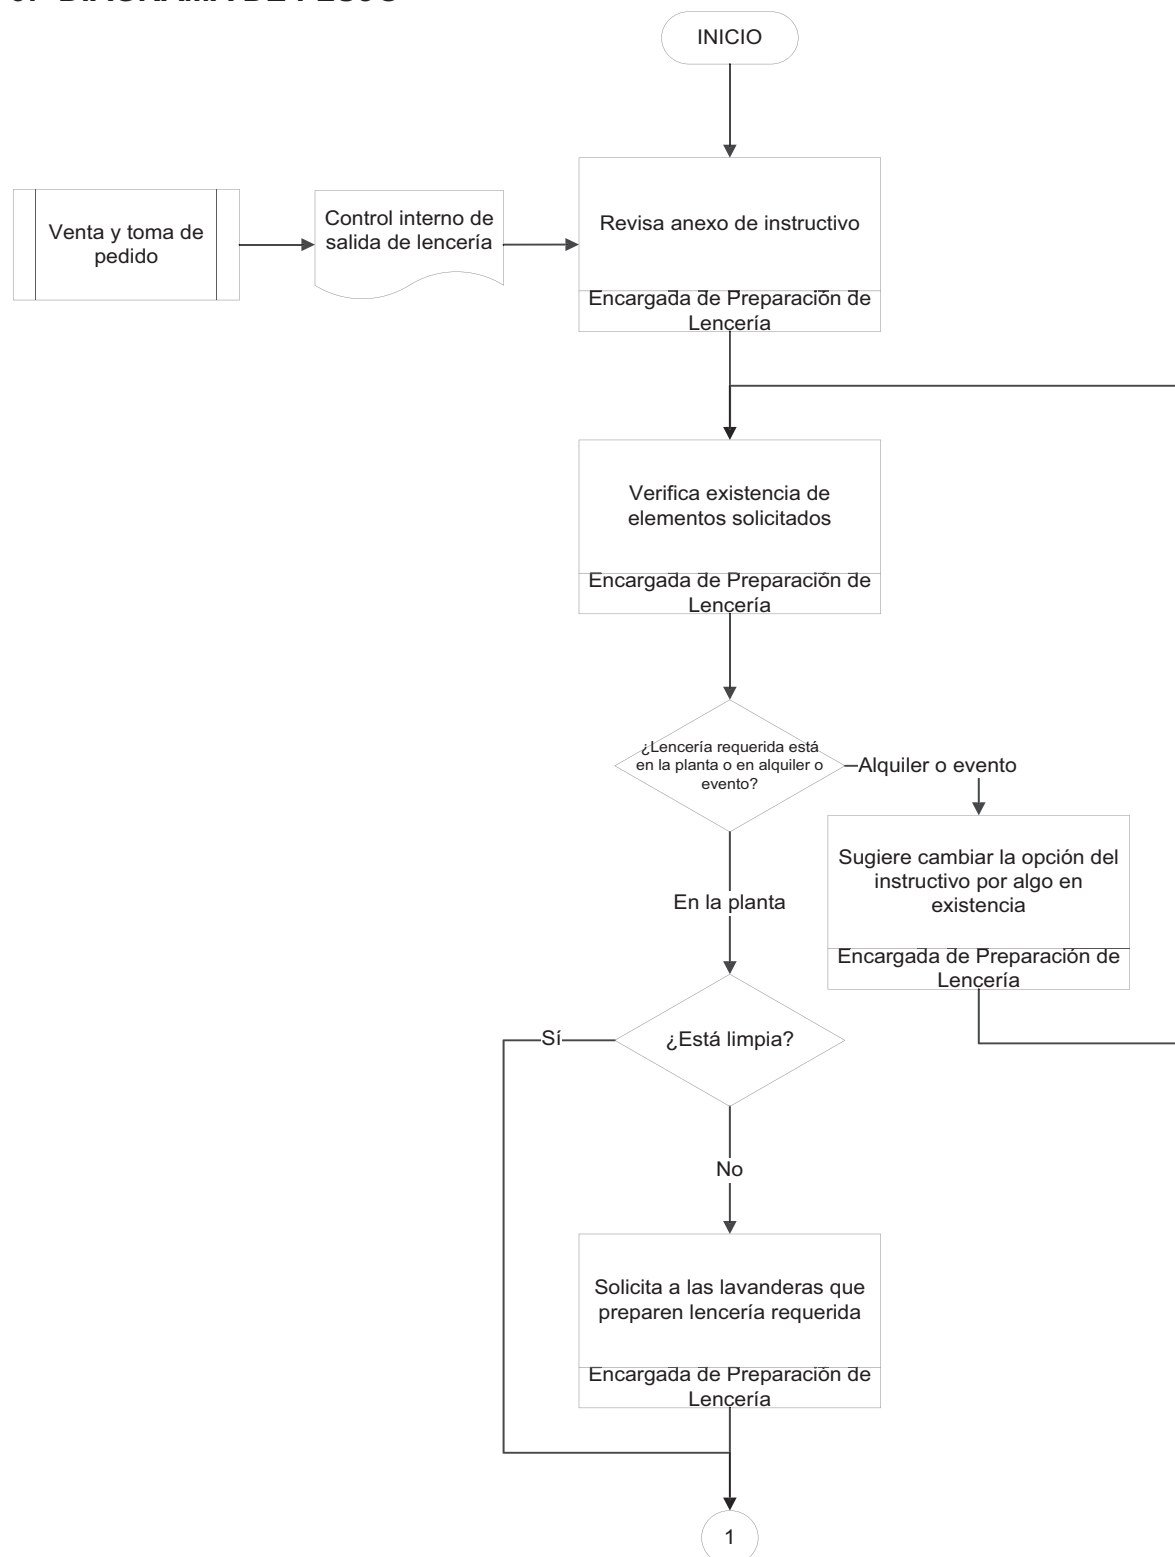 INICIO
Venta y toma de
pedido
Control interno de
salida de lencería
Revisa anexo de instructivo
Encargada de Preparación de
Lencería
Verifica existencia de
elementos solicitados
Encargada de Preparación de
Lencería
¿Lencería requerida está
en la planta o en alquiler o
evento?
Alquiler o evento
Sugiere cambiar la opción del
instructivo por algo en
existencia
Encargada de Preparación de
Lencería
En la planta
¿Está limpia?
Sí
No
Solicita a las lavanderas que
preparen lencería requerida
Encargada de Preparación de
Lencería
1